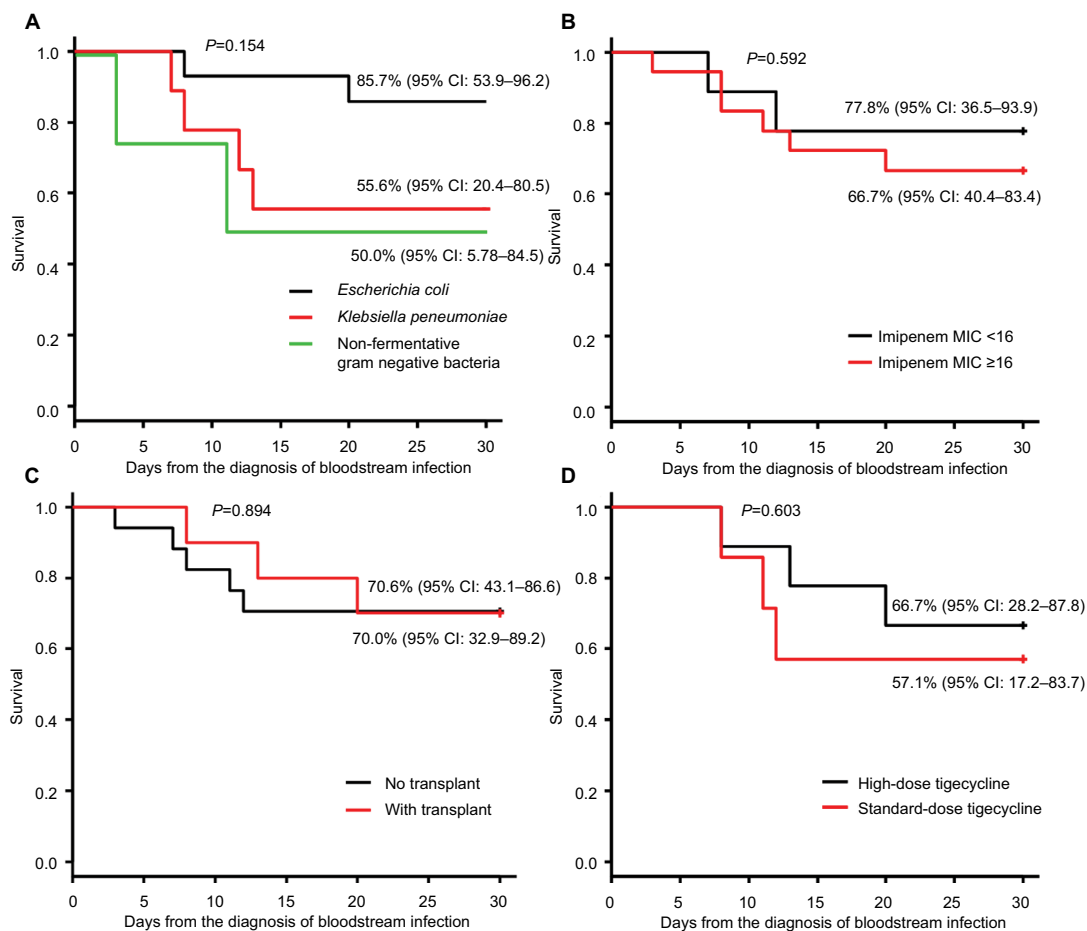 A
P=0.154
1.0
0.8
0.6
0.4
0.2
0.0
Survival
85.7% (95% CI: 53.9–96.2)
55.6% (95% CI: 20.4–80.5)
50.0% (95% CI: 5.78–84.5)
Escherichia coli
Klebsiella peneumoniae
Non-fermentative
gram negative bacteria
0 5 10 15 20 25 30
Days from the diagnosis of bloodstream infection
B
P=0.592
1.0
0.8
0.6
0.4
0.2
0.0
Survival
77.8% (95% CI: 36.5–93.9)
66.7% (95% CI: 40.4–83.4)
Imipenem MIC <16
Imipenem MIC ≥16
0 5 10 15 20 25 30
Days from the diagnosis of bloodstream infection
C
P=0.894
1.0
0.8
0.6
0.4
0.2
0.0
Survival
70.6% (95% CI: 43.1–86.6)
70.0% (95% CI: 32.9–89.2)
No transplant
With transplant
0 5 10 15 20 25 30
Days from the diagnosis of bloodstream infection
D
P=0.603
1.0
0.8
0.6
0.4
0.2
0.0
Survival
66.7% (95% CI: 28.2–87.8)
57.1% (95% CI: 17.2–83.7)
High-dose tigecycline
Standard-dose tigecycline
0 5 10 15 20 25 30
Days from the diagnosis of bloodstream infection